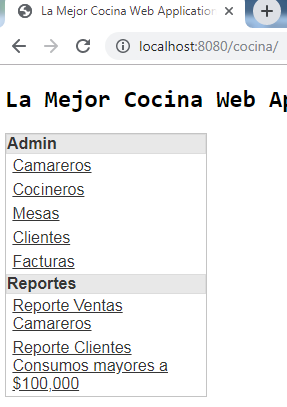 La Mejor Cocina Web Application
localhost:8080/cocina/
La Mejor Cocina Web Ap
Admin
Camareros
Cocineros
Mesas
Clientes
Facturas
Reportes
Reporte Ventas
Camareros
Reporte Clientes
Consumos mayores a
$100,000